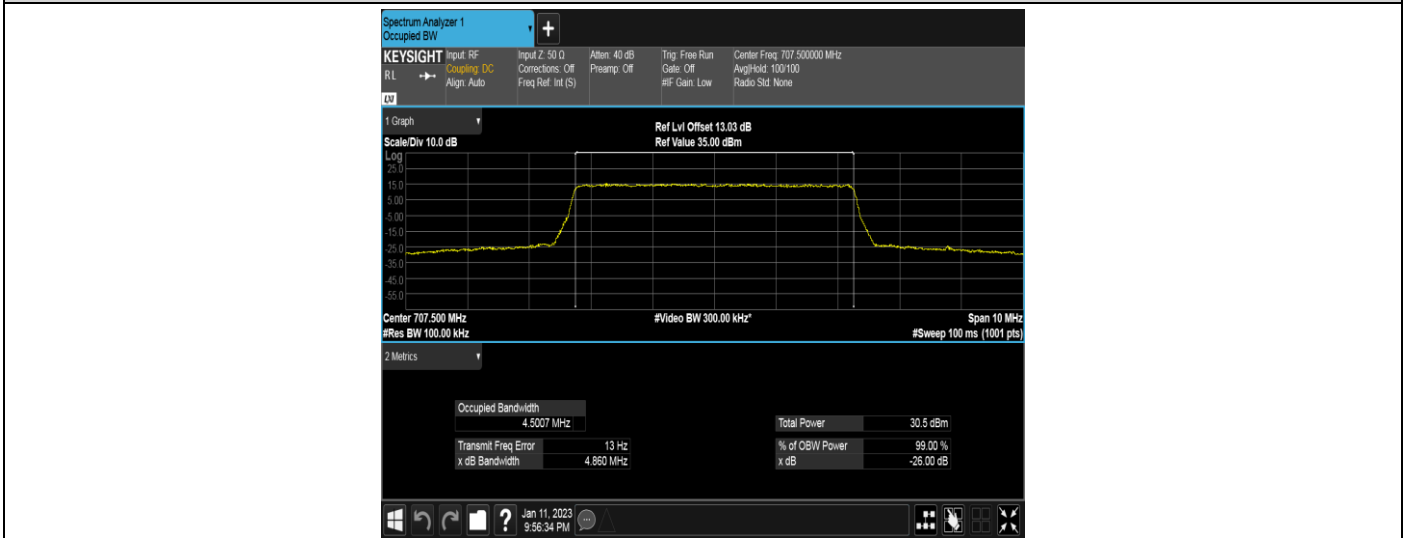 Spectrum Analyzer 1
Occupied BW
+
KEYSIGHT
RL
LXI
Input: RF
Coupling: DC
Align: Auto
Input Z: 50 Ω
Corrections: Off
Freq Ref: Int (S)
Atten: 40 dB
Preamp: Off
Trig: Free Run
Gate: Off
#IF Gain: Low
Center Freq: 707.500000 MHz
Avg|Hold: 100/100
Radio Std: None
1 Graph
Scale/Div 10.0 dB
Ref Lvl Offset 13.03 dB
Ref Value 35.00 dBm
Log
25.0
15.0
5.00
-5.00
-15.0
-25.0
-35.0
-45.0
-55.0
Center 707.500 MHz
#Video BW 300.00 kHz*
Span 10 MHz
#Res BW 100.00 kHz
#Sweep 100 ms (1001 pts)
2 Metrics
Occupied Bandwidth
4.5007 MHz
Total Power 30.5 dBm
Transmit Freq Error 13 Hz
% of OBW Power 99.00 %
x dB Bandwidth 4.860 MHz
x dB -26.00 dB
?
Jan 11, 2023
9:56:34 PM